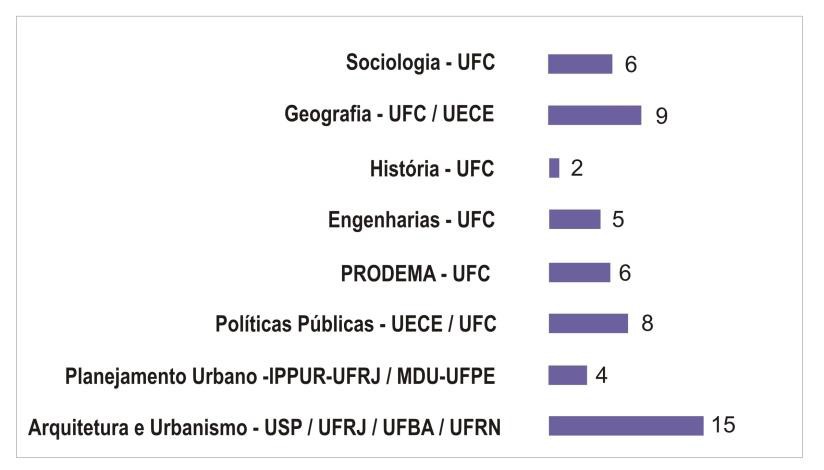 Sociologia - UFC 6
Geografia - UFC / UECE 9
História - UFC 2
Engenharias - UFC 5
PRODEMA - UFC 6
Políticas Públicas - UECE / UFC 8
Planejamento Urbano -IPPUR-UFRJ / MDU-UFPE 4
Arquitetura e Urbanismo - USP / UFRJ / UFBA / UFRN 15